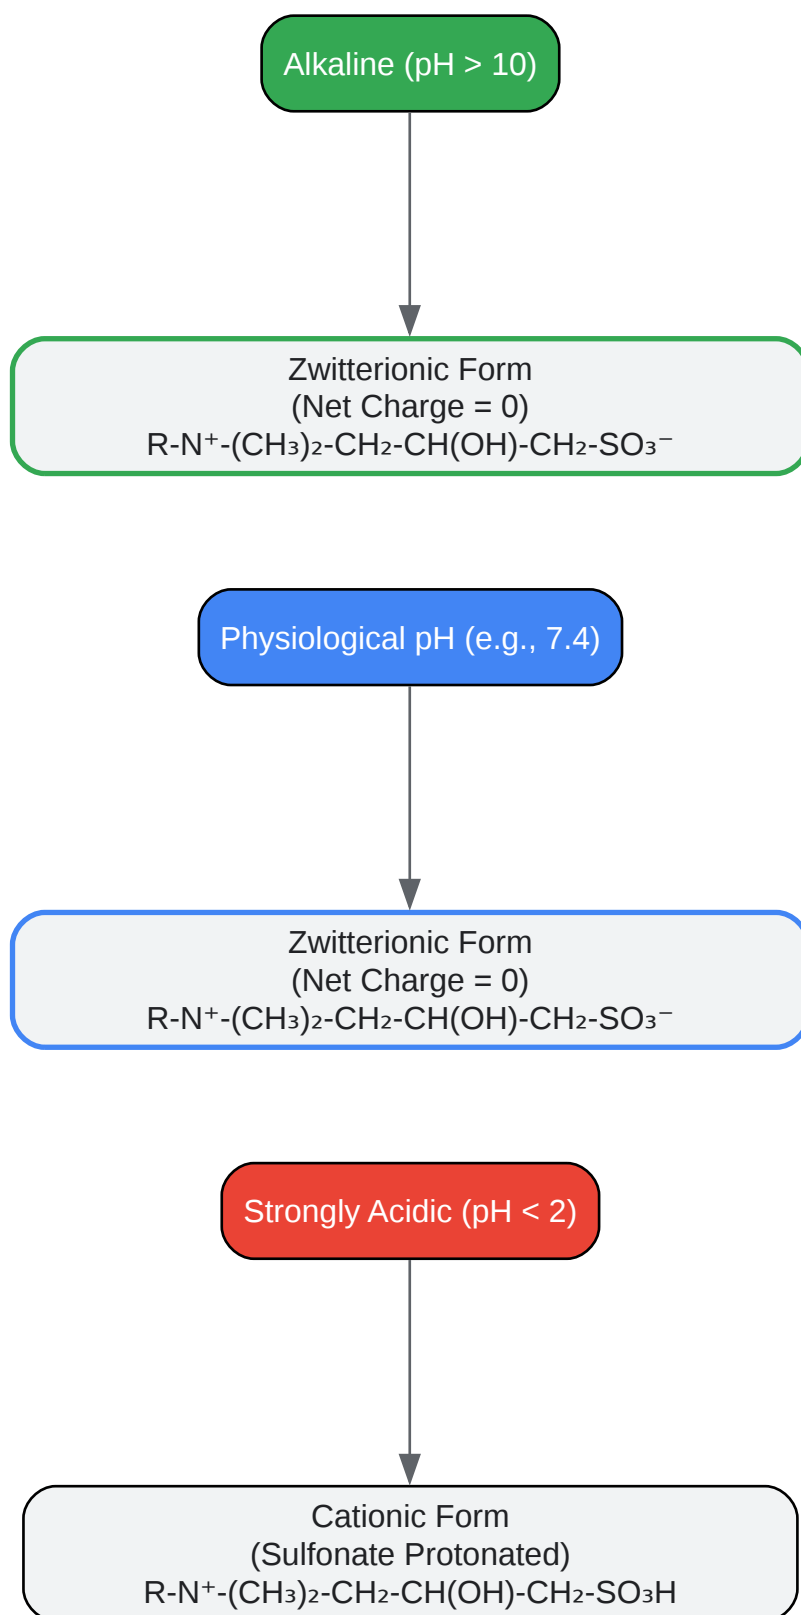 Alkaline (pH > 10)
Zwitterionic Form
(Net Charge = 0)
R-N⁺-(CH₃)₂-CH₂-CH(OH)-CH₂-SO₃⁻
Physiological pH (e.g., 7.4)
Zwitterionic Form
(Net Charge = 0)
R-N⁺-(CH₃)₂-CH₂-CH(OH)-CH₂-SO₃⁻
Strongly Acidic (pH < 2)
Cationic Form
(Sulfonate Protonated)
R-N⁺-(CH₃)₂-CH₂-CH(OH)-CH₂-SO₃H